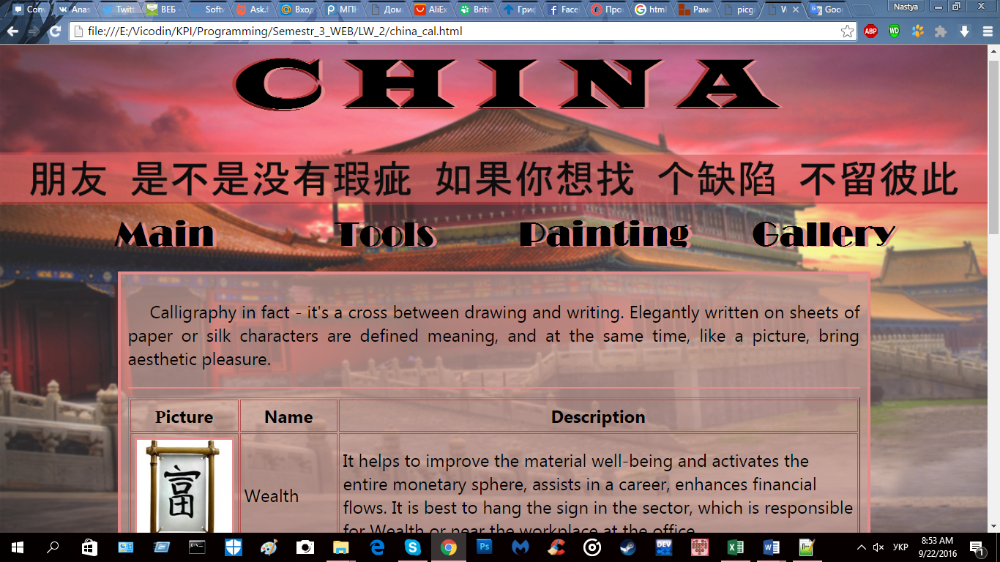 Con
Anas
Twitt
ВЕБ -
Softv
Ask.f
Вход
МПН
Дом
AliEx
Britis
Гриф
Facel
Про
html
Рамк
picgi
W
Goog
Nastya
file:///E:/Vicodin/KPI/Programming/Semestr_3_WEB/LW_2/china_cal.html
ABP
CHINA
朋友 是不是没有瑕疵 如果你想找 个缺陷 不留彼此
Main Tools Painting Gallery
Calligraphy in fact - it's a cross between drawing and writing. Elegantly written on sheets of
paper or silk characters are defined meaning, and at the same time, like a picture, bring
aesthetic pleasure.
Picture Name Description
富
Wealth
It helps to improve the material well-being and activates the
entire monetary sphere, assists in a career, enhances financial
flows. It is best to hang the sign in the sector, which is responsible
for Wealth or near the workplace at the office.
Ps
DEV
УКР
8:53 AM
9/22/2016
1